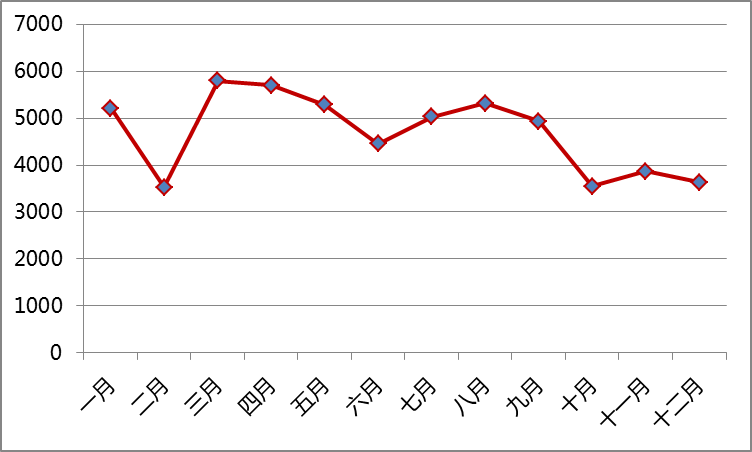 7000
6000
5000
4000
3000
2000
1000
0
一月
二月
三月
四月
五月
六月
七月
八月
九月
十月
十一月
十二月